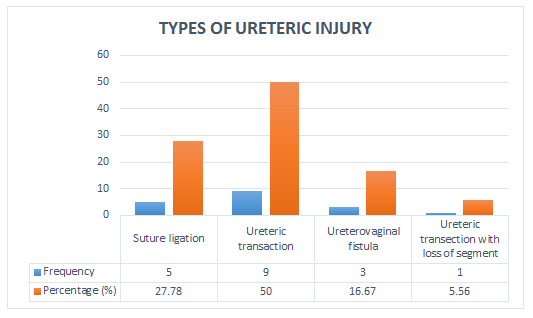 TYPES OF URETERIC INJURY
60
50
40
30
20
10
0
Suture ligation
Ureteric
transaction
Ureterovaginal
fistula
Ureteric
transection with
loss of segment
Frequency 5 9 3 1
Percentage (%) 27.78 50 16.67 5.56